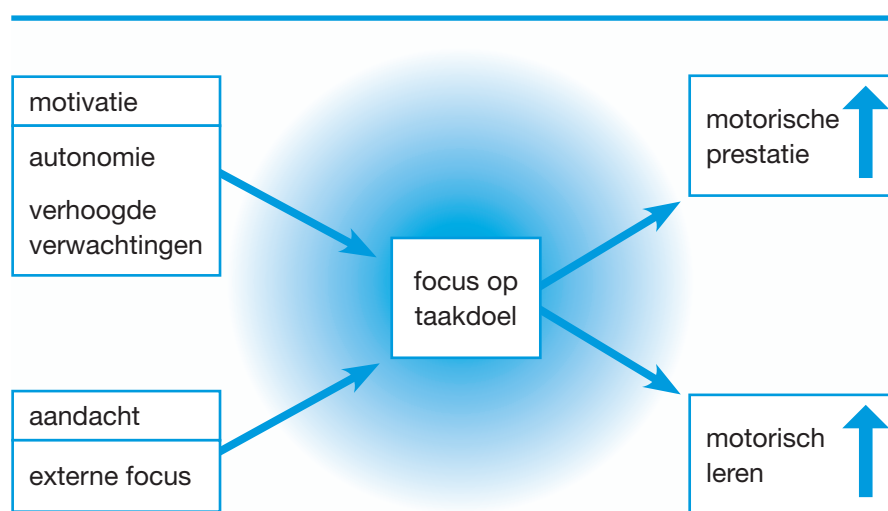 motivatie
autonomie
verhoogde
verwachtingen
aandacht
externe focus
focus op
taakdoel
motorische
prestatie
motorisch
leren